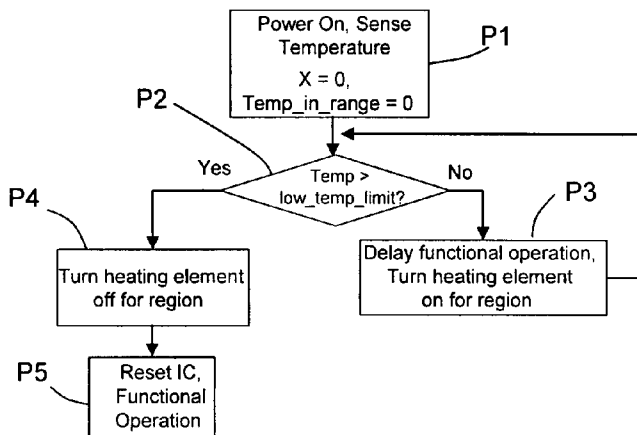 Power On, Sense
Temperature
X = 0,
Temp_in_range = 0
P1
P2
Temp >
low_temp_limit?
Yes
No
P4
P3
Turn heating element
off for region
Delay functional operation,
Turn heating element
on for region
P5
Reset IC,
Functional
Operation